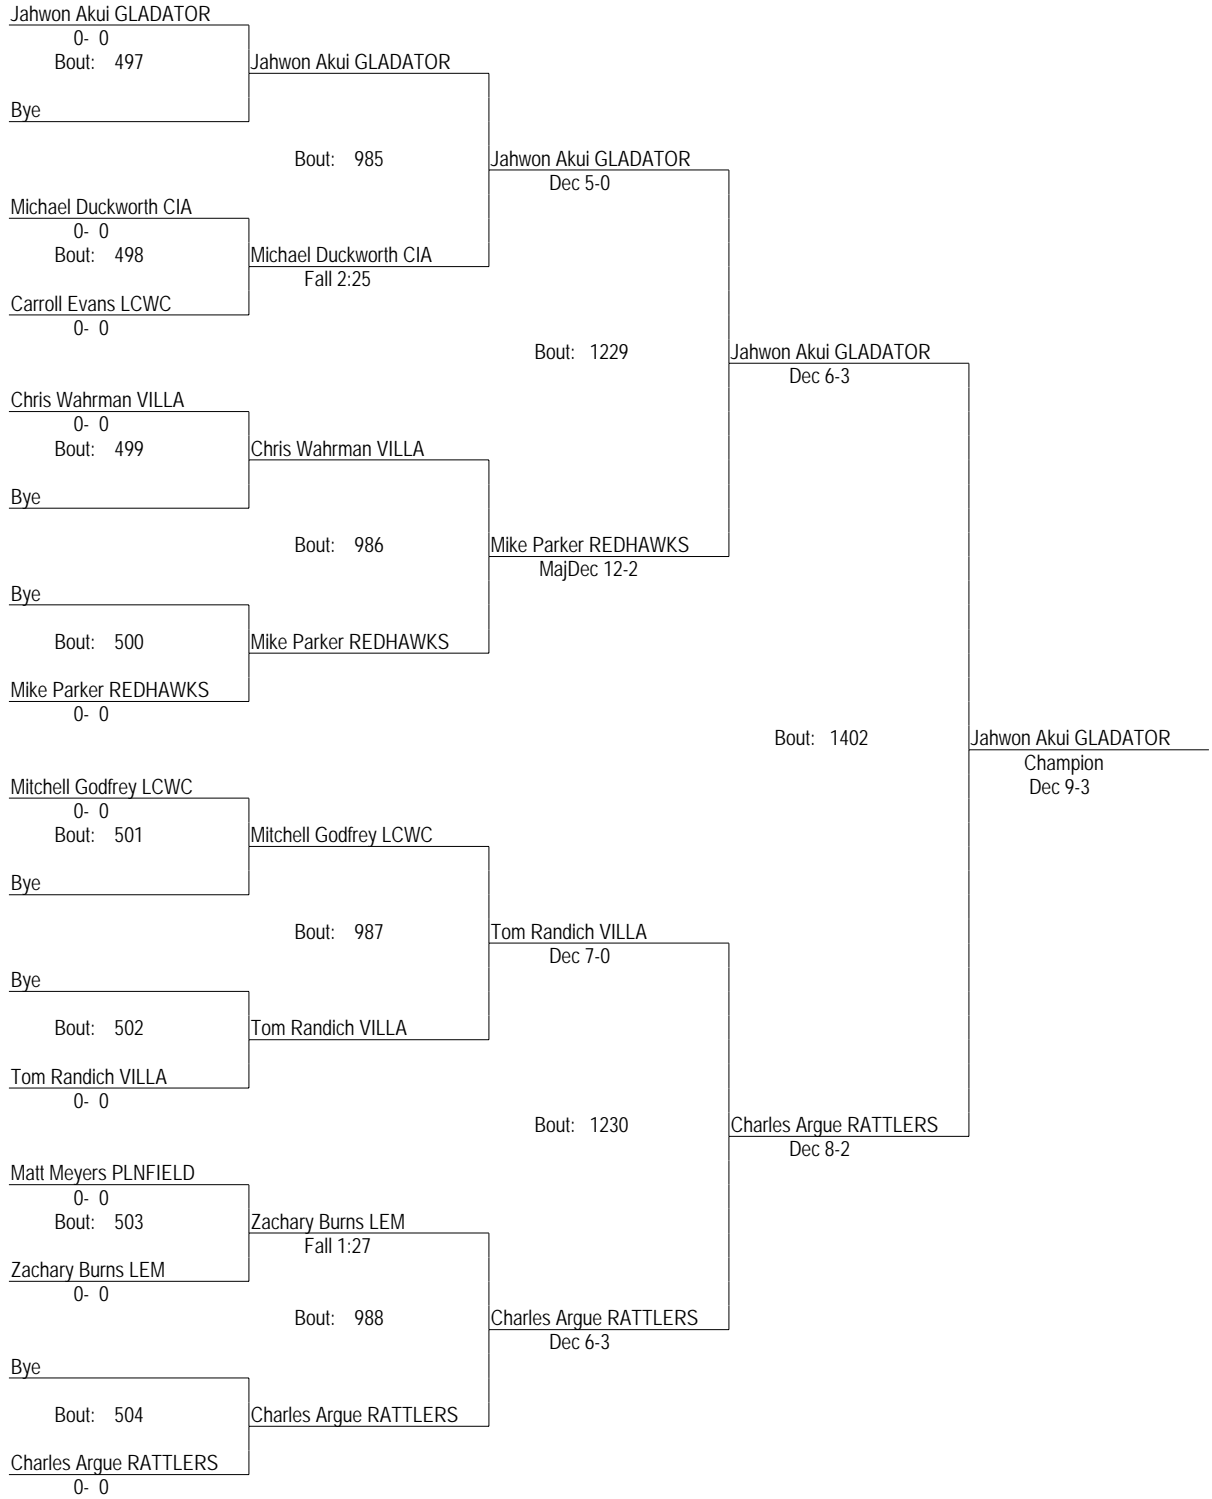 Jahwon Akui GLADATOR
0- 0
Bout: 497
Jahwon Akui GLADATOR
Bye
Bout: 985
Jahwon Akui GLADATOR
Dec 5-0
Michael Duckworth CIA
0- 0
Bout: 498
Michael Duckworth CIA
Fall 2:25
Carroll Evans LCWC
0- 0
Bout: 1229
Jahwon Akui GLADATOR
Dec 6-3
Chris Wahrman VILLA
0- 0
Bout: 499
Chris Wahrman VILLA
Bye
Bout: 986
Mike Parker REDHAWKS
MajDec 12-2
Bye
Bout: 500
Mike Parker REDHAWKS
Mike Parker REDHAWKS
0- 0
Bout: 1402
Jahwon Akui GLADATOR
Champion
Dec 9-3
Mitchell Godfrey LCWC
0- 0
Bout: 501
Mitchell Godfrey LCWC
Bye
Bout: 987
Tom Randich VILLA
Dec 7-0
Bye
Bout: 502
Tom Randich VILLA
Tom Randich VILLA
0- 0
Bout: 1230
Charles Argue RATTLERS
Dec 8-2
Matt Meyers PLNFIELD
0- 0
Bout: 503
Zachary Burns LEM
Fall 1:27
Zachary Burns LEM
0- 0
Bout: 988
Charles Argue RATTLERS
Dec 6-3
Bye
Bout: 504
Charles Argue RATTLERS
Charles Argue RATTLERS
0- 0